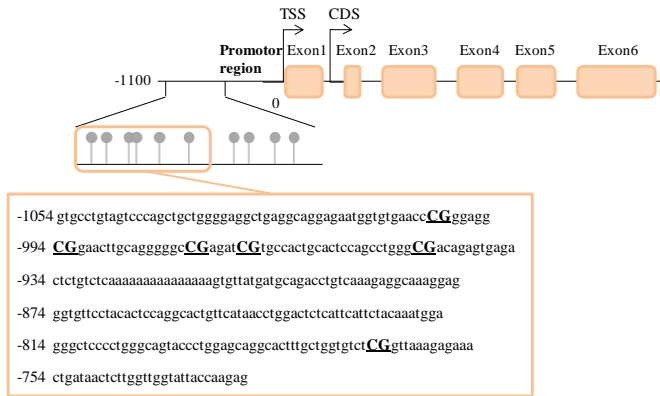 TSS CDS
Promotor Exon1 Exon2 Exon3 Exon4 Exon5 Exon6
region
-1100
0
-1054 gtgcctgtagtcccagctgctggggaggctgaggcaggagaatggtgtgaaccCGggagg
-994 CGgaacttgcagggggcCGagatCGtgccactgcactccagcctgggCGacagagtgaga
-934 ctctgtctcaaaaaaaaaaaaaaaagtgttatgatgcagacctgtcaaagaggcaaaggag
-874 ggtgttcctacactccaggcactgttcataacctggactctcattcattctacaaatgga
-814 gggctcccctgggcagtaccctggagcaggcactttgctggtgtctCGgttaaagagaaa
-754 ctgataactcttggttggtattaccaagag